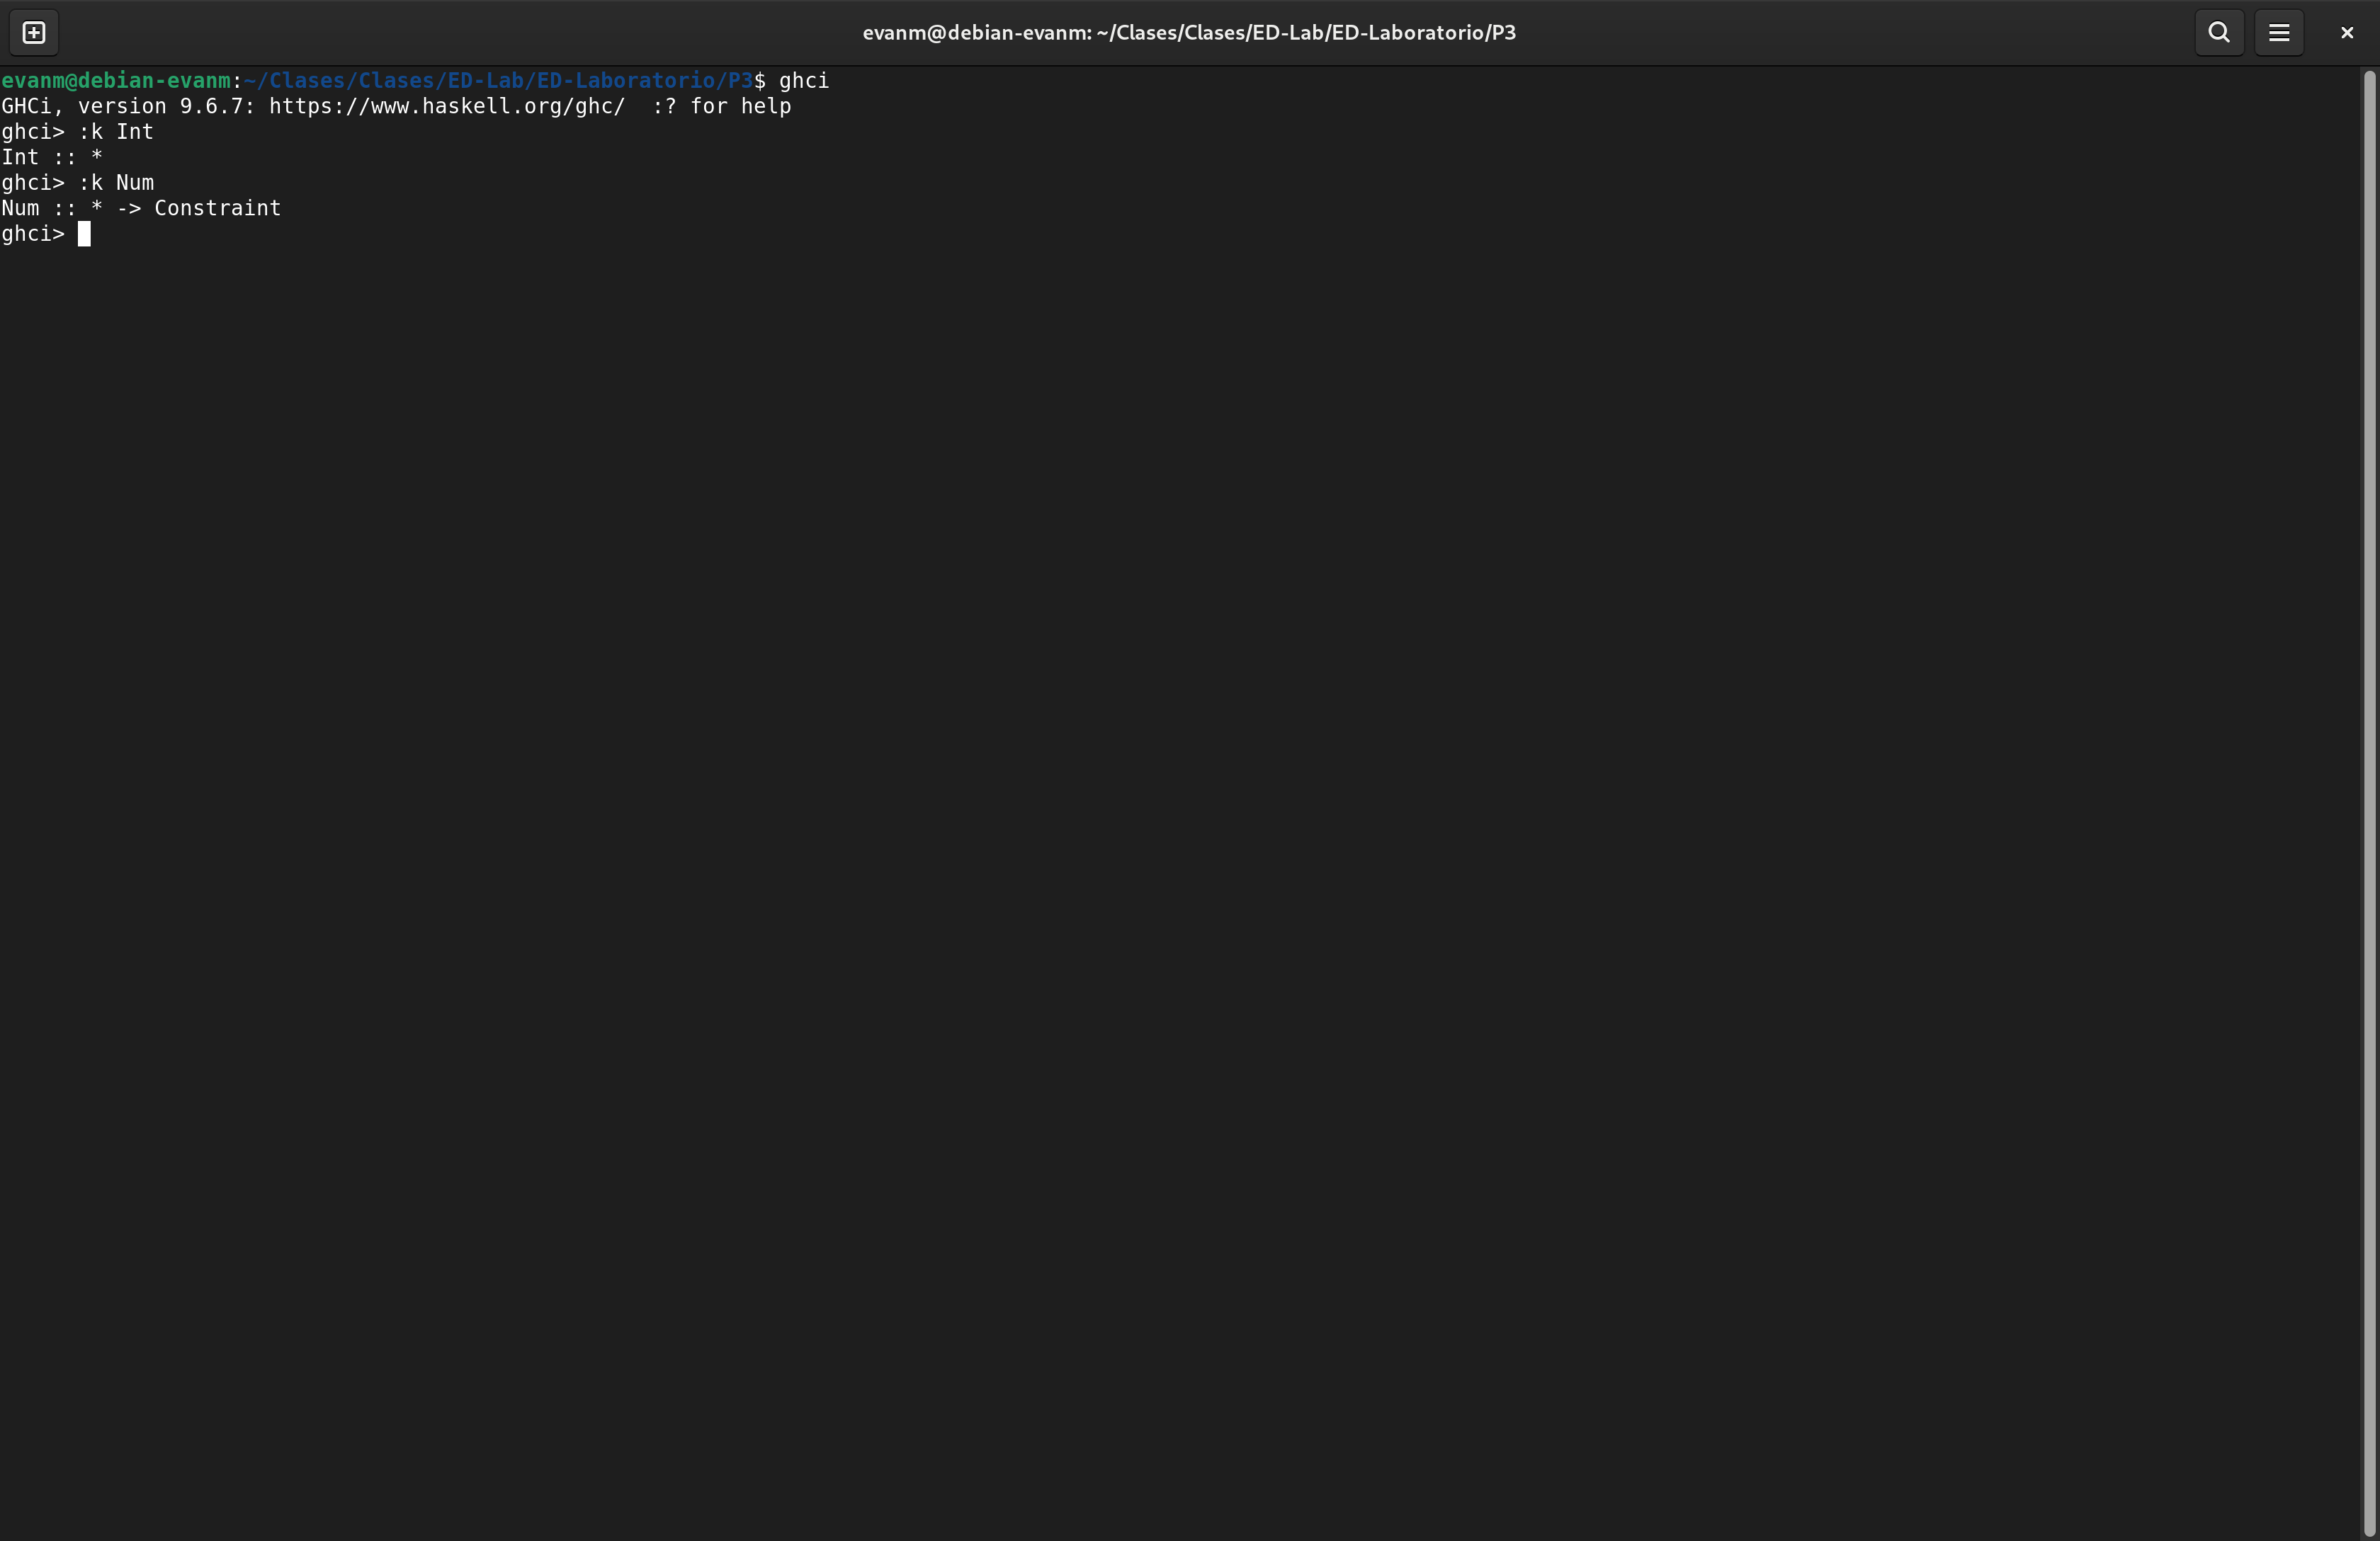 evanm@debian-evanm: ~/Clases/Clases/ED-Lab/ED-Laboratorio/P3
evanm@debian-evanm:~/Clases/Clases/ED-Lab/ED-Laboratorio/P3$ ghci
GHCi, version 9.6.7: https://www.haskell.org/ghc/  :? for help
ghci> :k Int
Int :: *
ghci> :k Num
Num :: * -> Constraint
ghci>